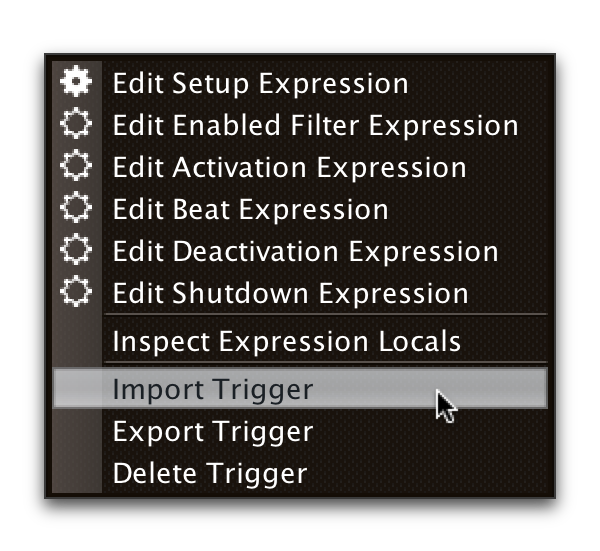 Edit Setup Expression
Edit Enabled Filter Expression
Edit Activation Expression
Edit Beat Expression
Edit Deactivation Expression
Edit Shutdown Expression
Inspect Expression Locals
Import Trigger
Export Trigger
Delete Trigger